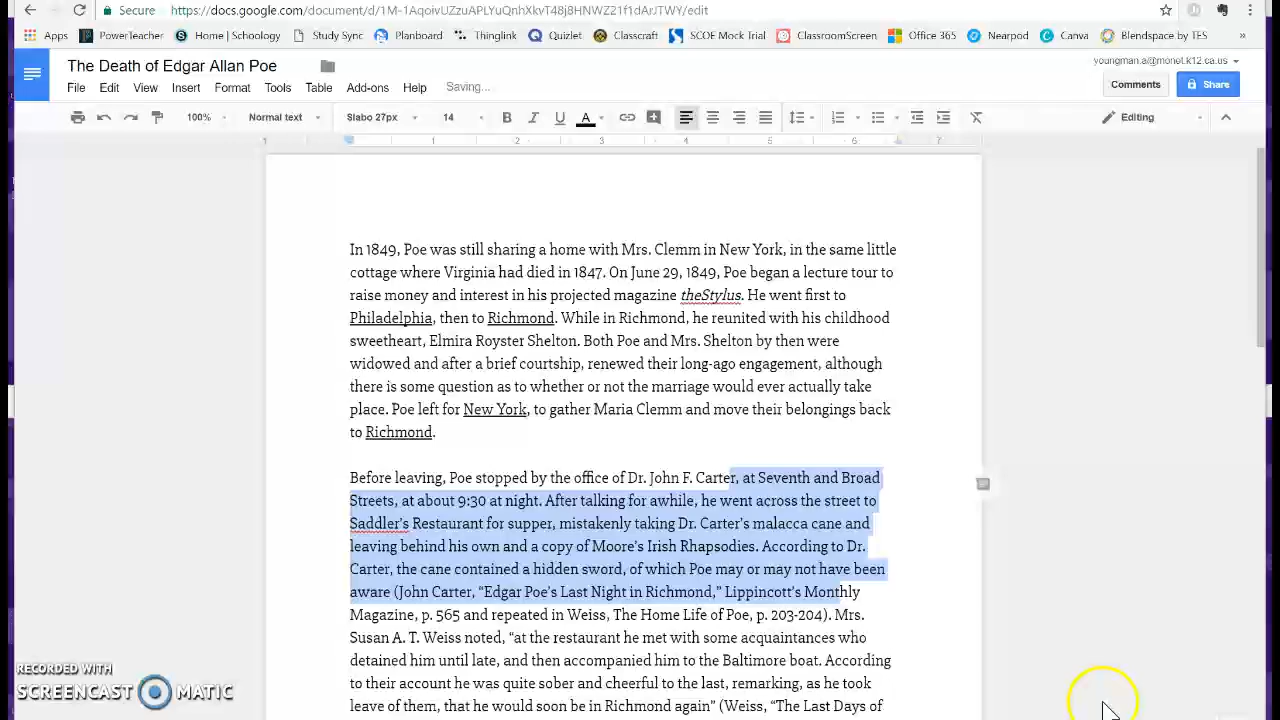 Secure https://docs.google.com/document/d/1M-1AqoivUZzuAPLYuQnhXkvT48j8HNWZ21f1dArJTWY/edit
Apps PowerTeacher Home | Schoology Study Sync Planboard Thinglink Quizlet Classcraft SCOE Mock Trial ClassroomScreen Office 365 Nearpod Canva Blendspace by TES »
The Death of Edgar Allan Poe
youngman.a@monet.k12.ca.us
File Edit View Insert Format Tools Table Add-ons Help Saving...
Comments Share
100% Normal text Slabo 27px 14 B I U A Editing
1 1 2 3 4 5 6 7
In 1849, Poe was still sharing a home with Mrs. Clemm in New York, in the same little
cottage where Virginia had died in 1847. On June 29, 1849, Poe began a lecture tour to
raise money and interest in his projected magazine theStylus. He went first to
Philadelphia, then to Richmond. While in Richmond, he reunited with his childhood
sweetheart, Elmira Royster Shelton. Both Poe and Mrs. Shelton by then were
widowed and after a brief courtship, renewed their long-ago engagement, although
there is some question as to whether or not the marriage would ever actually take
place. Poe left for New York, to gather Maria Clemm and move their belongings back
to Richmond.
Before leaving, Poe stopped by the office of Dr. John F. Carter, at Seventh and Broad
Streets, at about 9:30 at night. After talking for awhile, he went across the street to
Saddler's Restaurant for supper, mistakenly taking Dr. Carter's malacca cane and
leaving behind his own and a copy of Moore's Irish Rhapsodies. According to Dr.
Carter, the cane contained a hidden sword, of which Poe may or may not have been
aware (John Carter, “Edgar Poe's Last Night in Richmond,” Lippincott's Monthly
Magazine, p. 565 and repeated in Weiss, The Home Life of Poe, p. 203-204). Mrs.
Susan A. T. Weiss noted, “at the restaurant he met with some acquaintances who
detained him until late, and then accompanied him to the Baltimore boat. According
to their account he was quite sober and cheerful to the last, remarking, as he took
leave of them, that he would soon be in Richmond again” (Weiss, “The Last Days of
RECORDED WITH
SCREENCAST MATIC